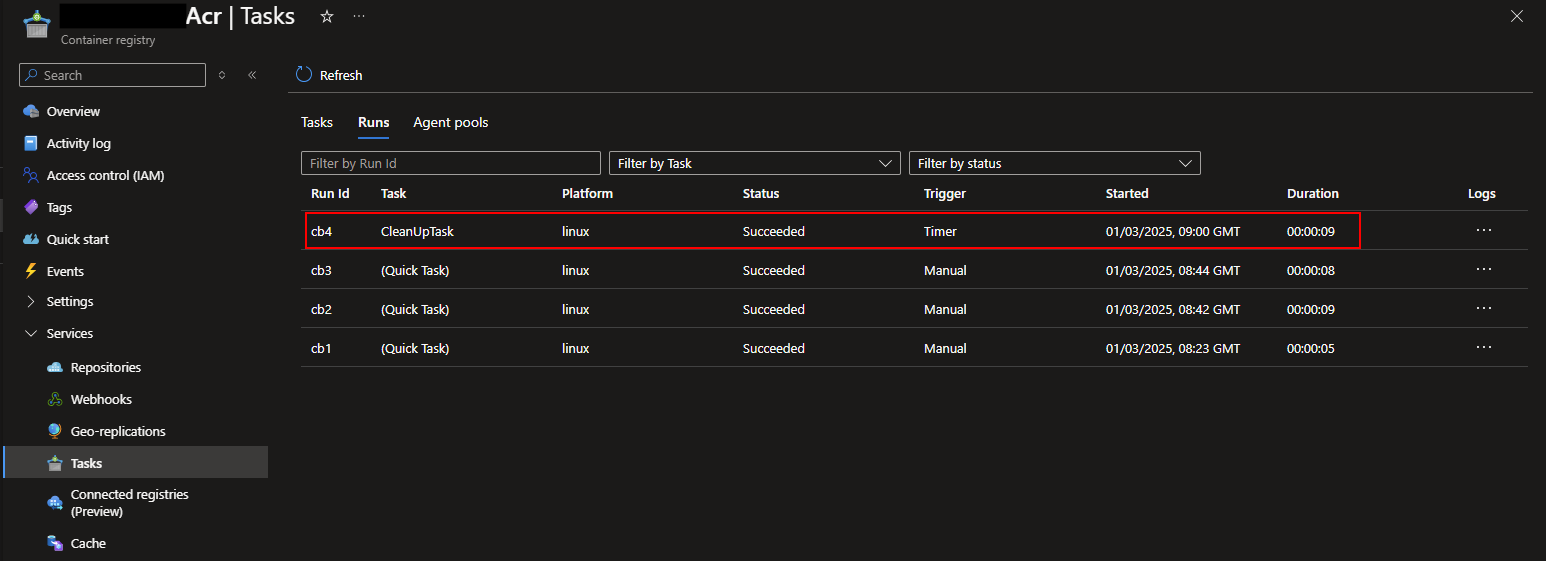 Acr | Tasks
Container registry
Search
Refresh
Overview
Activity log
Access control (IAM)
Tags
Quick start
Events
Settings
Services
Repositories
Webhooks
Geo-replications
Tasks
Connected registries
(Preview)
Cache
Tasks Runs Agent pools
Filter by Run Id Filter by Task Filter by status
Run Id Task Platform Status Trigger Started Duration Logs
cb4 CleanUpTask linux Succeeded Timer 01/03/2025, 09:00 GMT 00:00:09 ...
cb3 (Quick Task) linux Succeeded Manual 01/03/2025, 08:44 GMT 00:00:08 ...
cb2 (Quick Task) linux Succeeded Manual 01/03/2025, 08:42 GMT 00:00:09 ...
cb1 (Quick Task) linux Succeeded Manual 01/03/2025, 08:23 GMT 00:00:05 ...